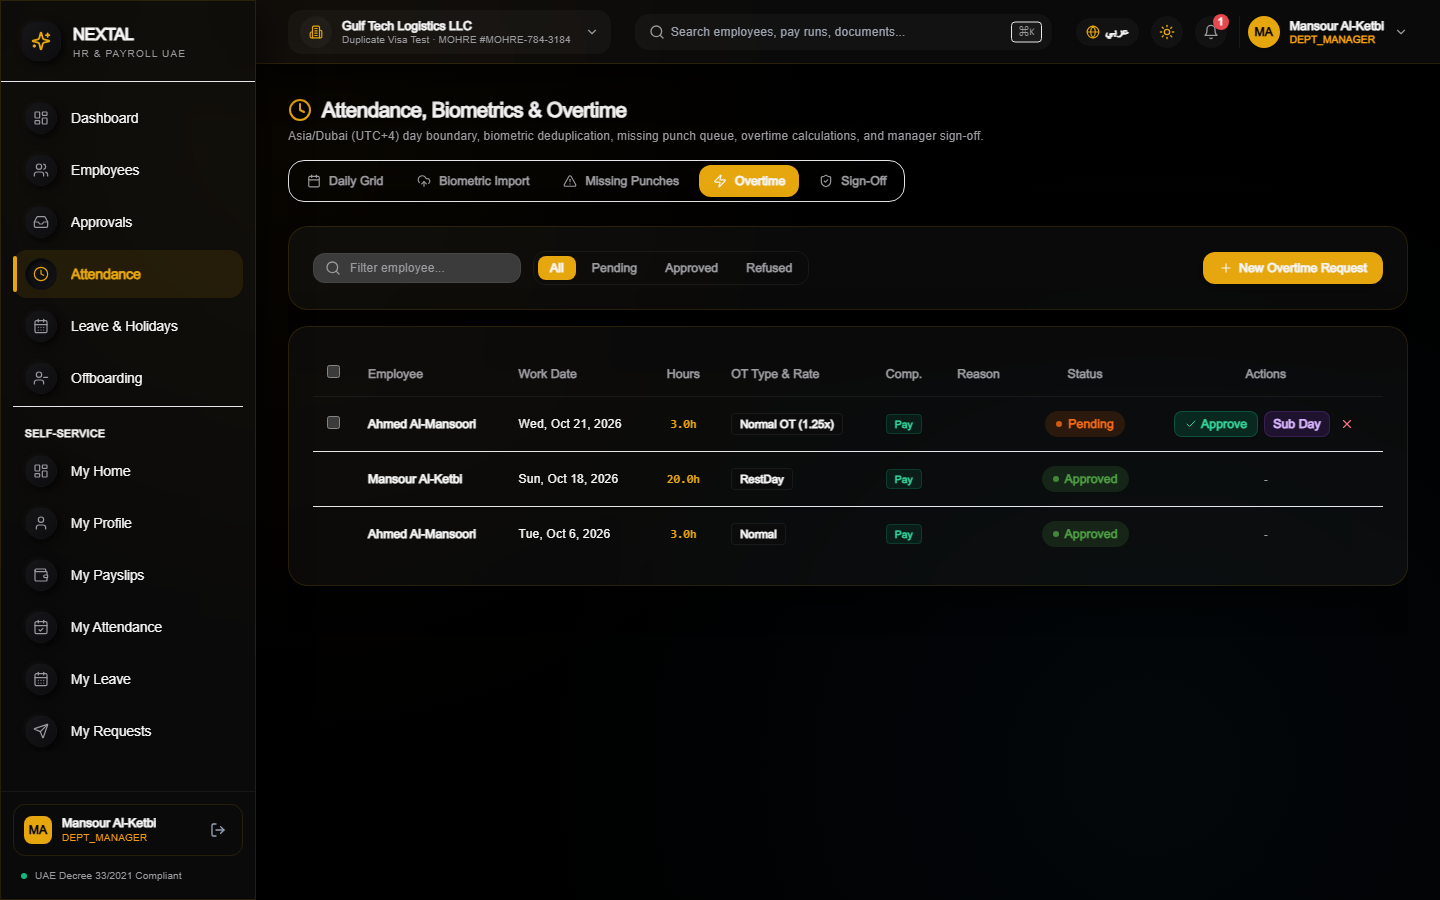 NEXTAL
HR & PAYROLL UAE
Gulf Tech Logistics LLC
Duplicate Visa Test · MOHRE #MOHRE-784-3184
Search employees, pay runs, documents...
⌘K
عربي
1
MA
Mansour Al-Ketbi
DEPT_MANAGER
Dashboard
Employees
Approvals
Attendance
Leave & Holidays
Offboarding
SELF-SERVICE
My Home
My Profile
My Payslips
My Attendance
My Leave
My Requests
MA
Mansour Al-Ketbi
DEPT_MANAGER
UAE Decree 33/2021 Compliant
Attendance, Biometrics & Overtime
Asia/Dubai (UTC+4) day boundary, biometric deduplication, missing punch queue, overtime calculations, and manager sign-off.
Daily Grid Biometric Import Missing Punches Overtime Sign-Off
Filter employee... All Pending Approved Refused + New Overtime Request
Employee Work Date Hours OT Type & Rate Comp. Reason Status Actions
Ahmed Al-Mansoori Wed, Oct 21, 2026 3.0h Normal OT (1.25x) Pay Pending Approve Sub Day
Mansour Al-Ketbi Sun, Oct 18, 2026 20.0h RestDay Pay Approved -
Ahmed Al-Mansoori Tue, Oct 6, 2026 3.0h Normal Pay Approved -